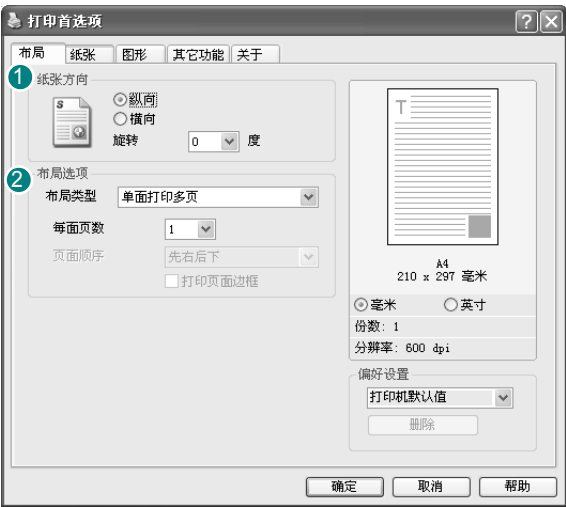 打印首选项
布局 纸张 图形 其它功能 关于
1 纸张方向
S
纵向
横向
旋转 0 度
2 布局选项
布局类型 单面打印多页
每面页数 1
页面顺序 先右后下
打印页面边框
T
A4
210 x 297 毫米
毫米 英寸
份数: 1
分辨率: 600 dpi
偏好设置
打印机默认值
删除
确定 取消 帮助